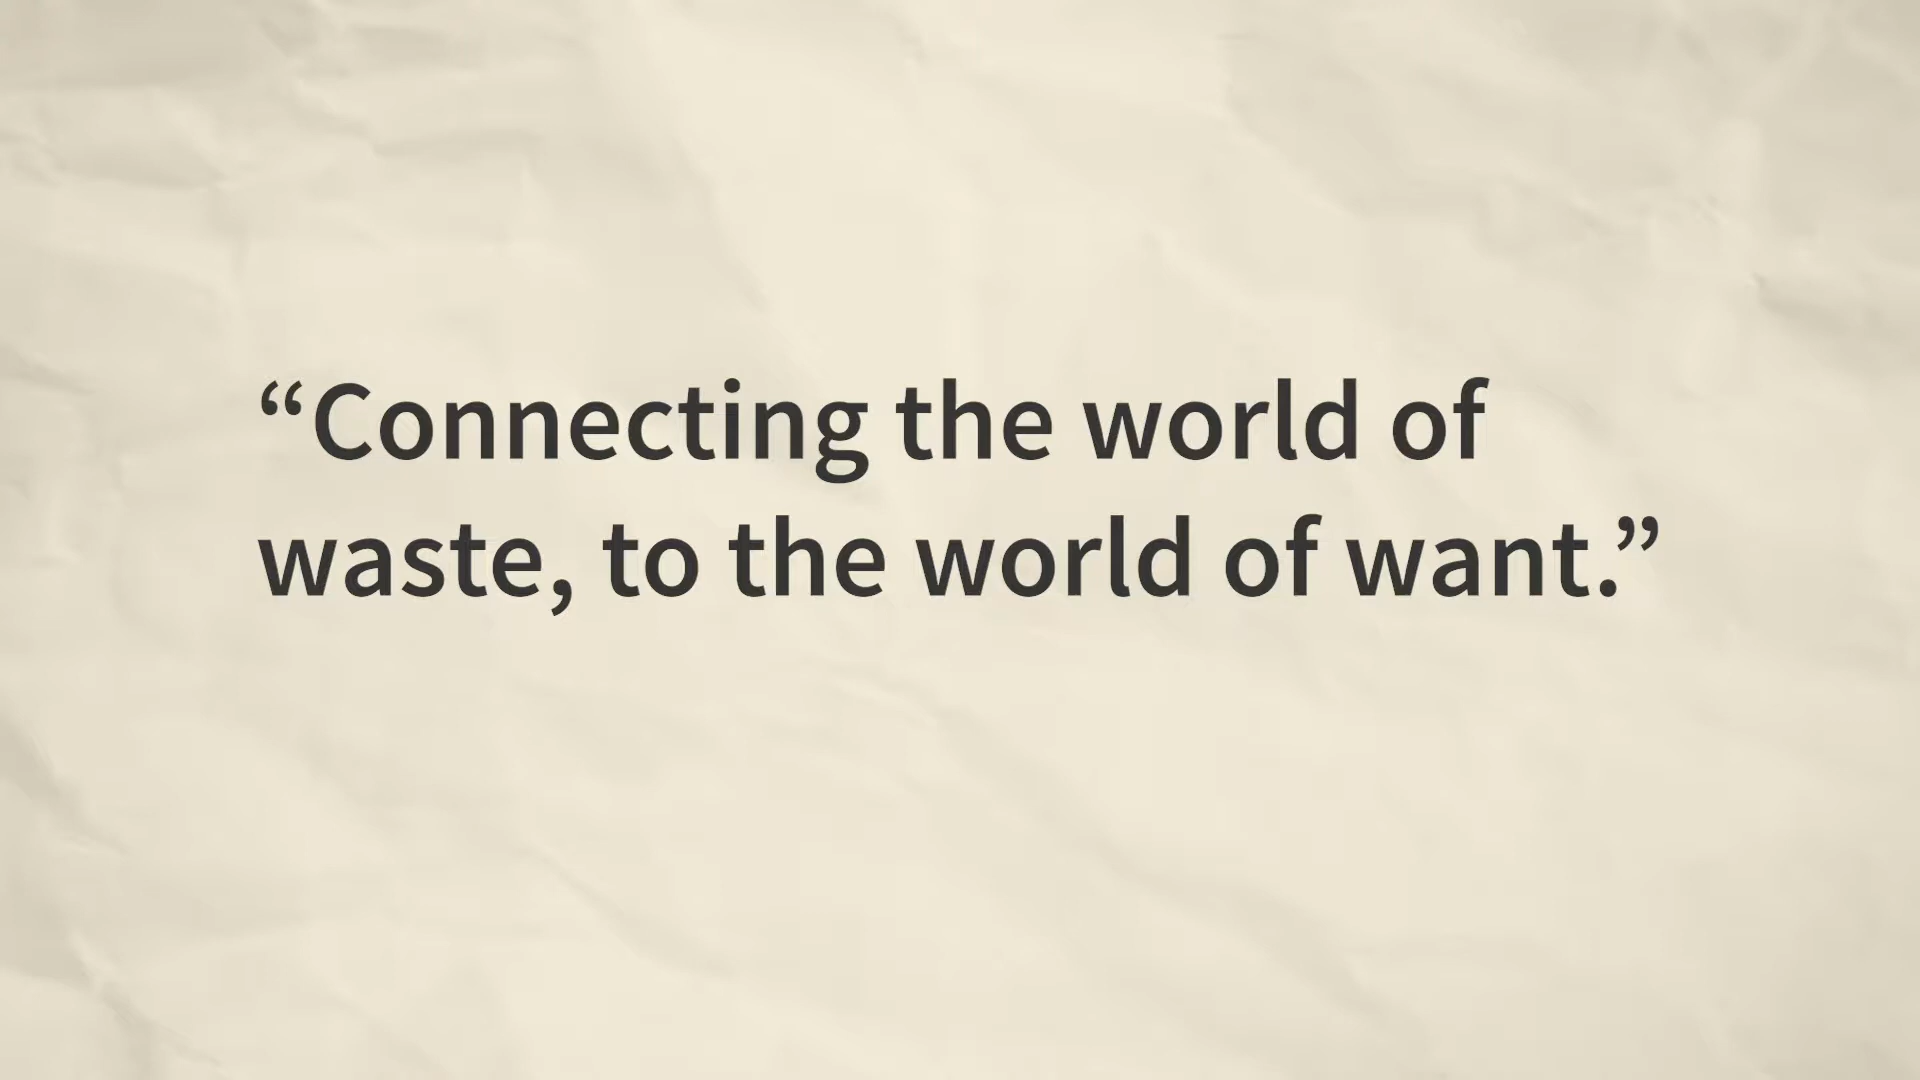 “Connecting the world of
waste, to the world of want.”